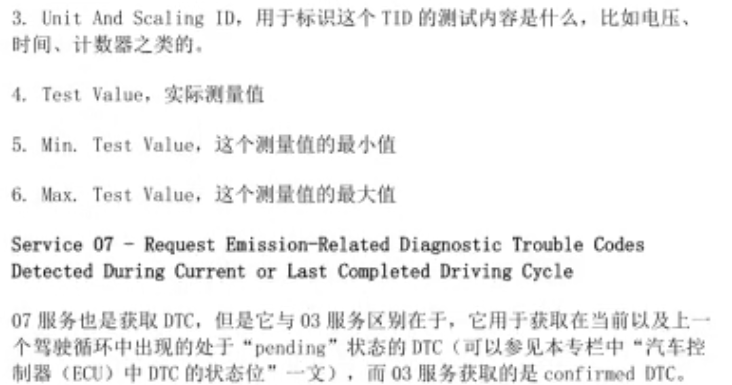 3. Unit And Scaling ID，用于标识这个 TID 的测试内容是什么，比如电压、
时间、计数器之类的。
4. Test Value，实际测量值
5. Min. Test Value，这个测量值的最小值
6. Max. Test Value，这个测量值的最大值
Service 07 - Request Emission-Related Diagnostic Trouble Codes
Detected During Current or Last Completed Driving Cycle
07 服务也是获取 DTC，但是它与 03 服务区别在于，它用于获取在当前以及上一
个驾驶循环中出现的处于“pending”状态的 DTC（可以参见本专栏中“汽车控
制器（ECU）中 DTC 的状态位”一文），而 03 服务获取的是 confirmed DTC。